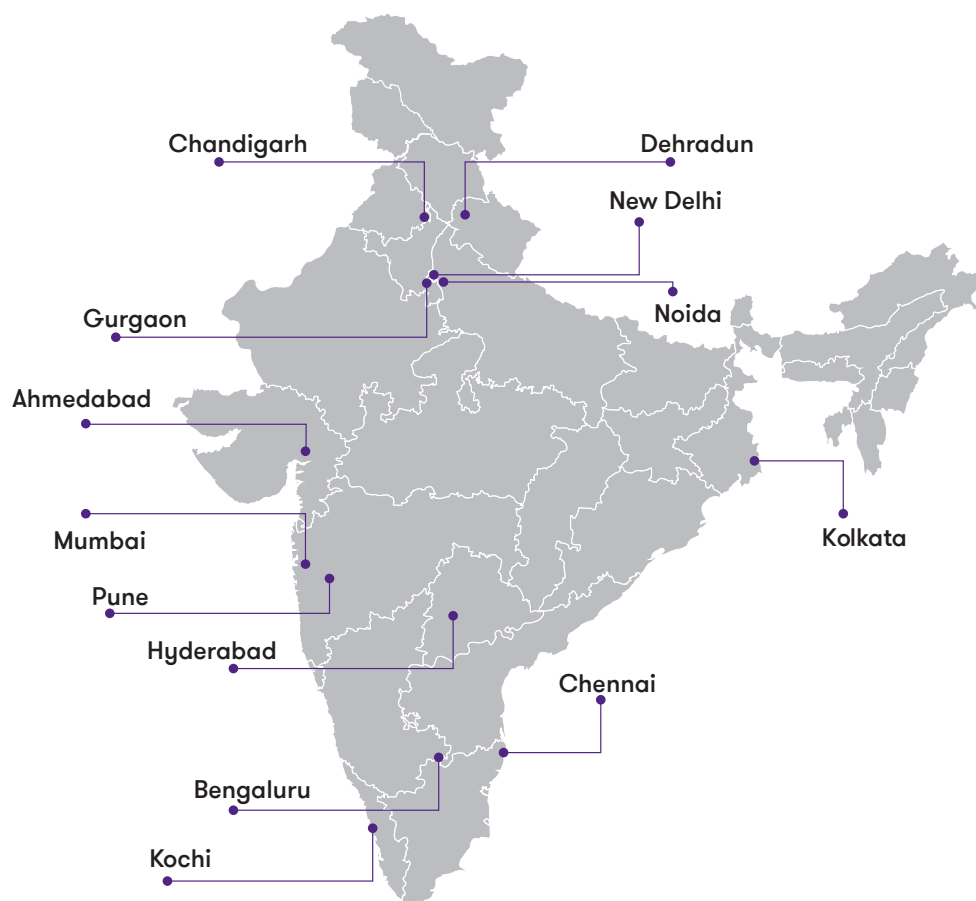 Chandigarh
Dehradun
New Delhi
Noida
Gurgaon
Ahmedabad
Mumbai
Kolkata
Pune
Hyderabad
Chennai
Bengaluru
Kochi